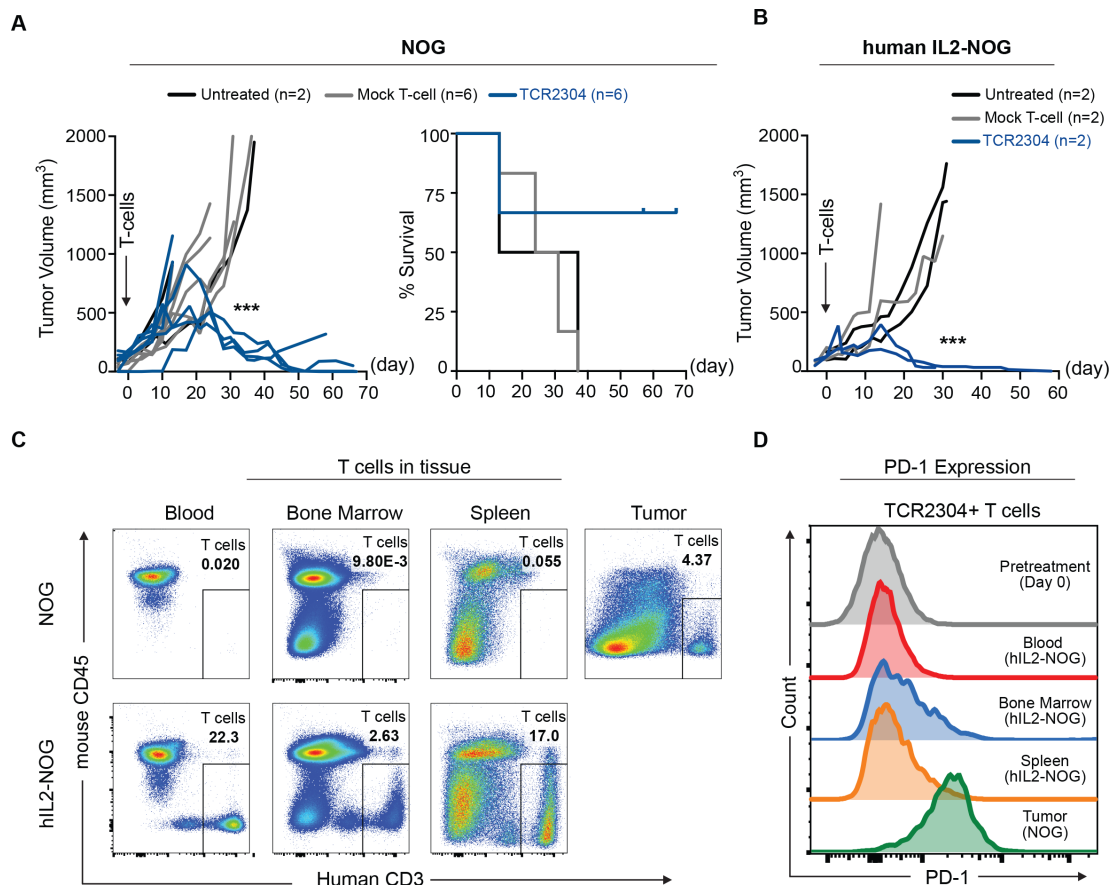 A
NOG
Untreated (n=2)
Mock T-cell (n=6)
TCR2304 (n=6)
Tumor Volume (mm3)
2000
1500
1000
500
0
T-cells
***
0 10 20 30 40 50 60 70
(day)
% Survival
100
75
50
25
0
0 10 20 30 40 50 60 70
(day)
B
human IL2-NOG
Untreated (n=2)
Mock T-cell (n=2)
TCR2304 (n=2)
Tumor Volume (mm3)
2000
1500
1000
500
0
T-cells
***
0 10 20 30 40 50 60
(day)
C
T cells in tissue
Blood
Bone Marrow
Spleen
Tumor
NOG
T cells
0.020
T cells
9.80E-3
T cells
0.055
T cells
4.37
mouse CD45
hIL2-NOG
T cells
22.3
T cells
2.63
T cells
17.0
Human CD3
D
PD-1 Expression
TCR2304+ T cells
Pretreatment
(Day 0)
Blood
(hIL2-NOG)
Bone Marrow
(hIL2-NOG)
Spleen
(hIL2-NOG)
Tumor
(NOG)
Count
PD-1